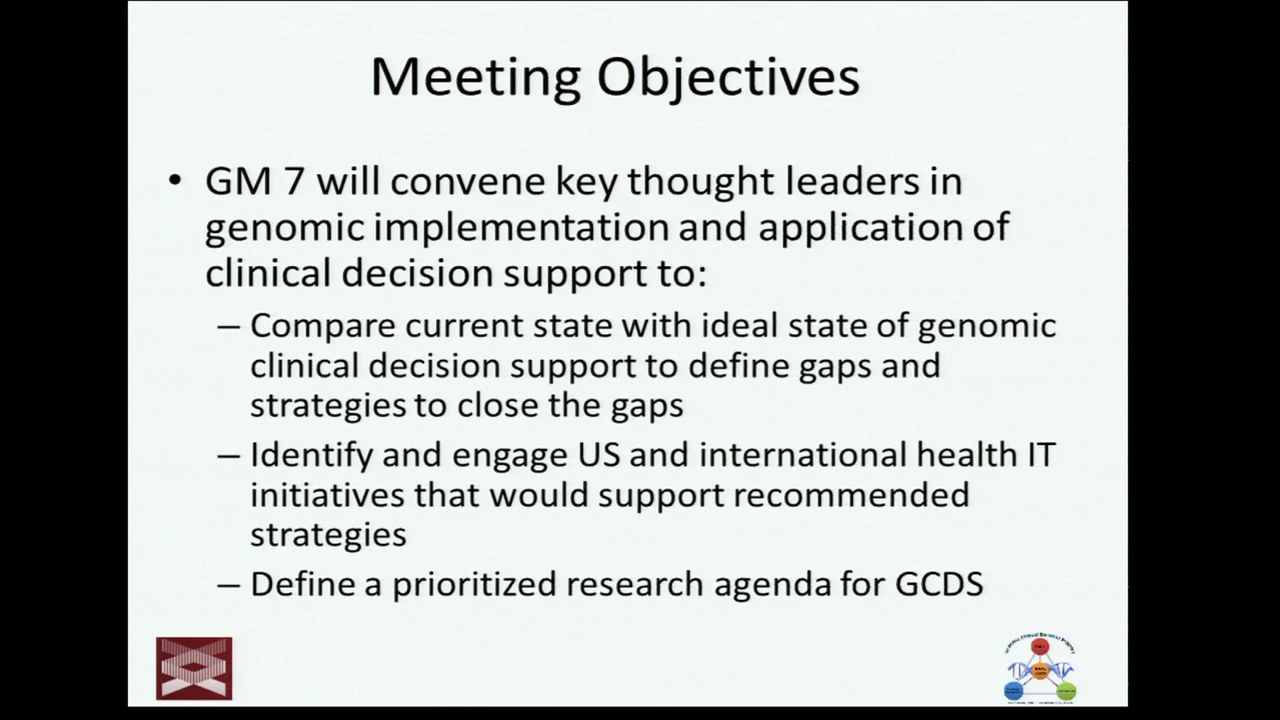 Meeting Objectives
• GM 7 will convene key thought leaders in
genomic implementation and application of
clinical decision support to:
– Compare current state with ideal state of genomic
clinical decision support to define gaps and
strategies to close the gaps
– Identify and engage US and international health IT
initiatives that would support recommended
strategies
– Define a prioritized research agenda for GCDS